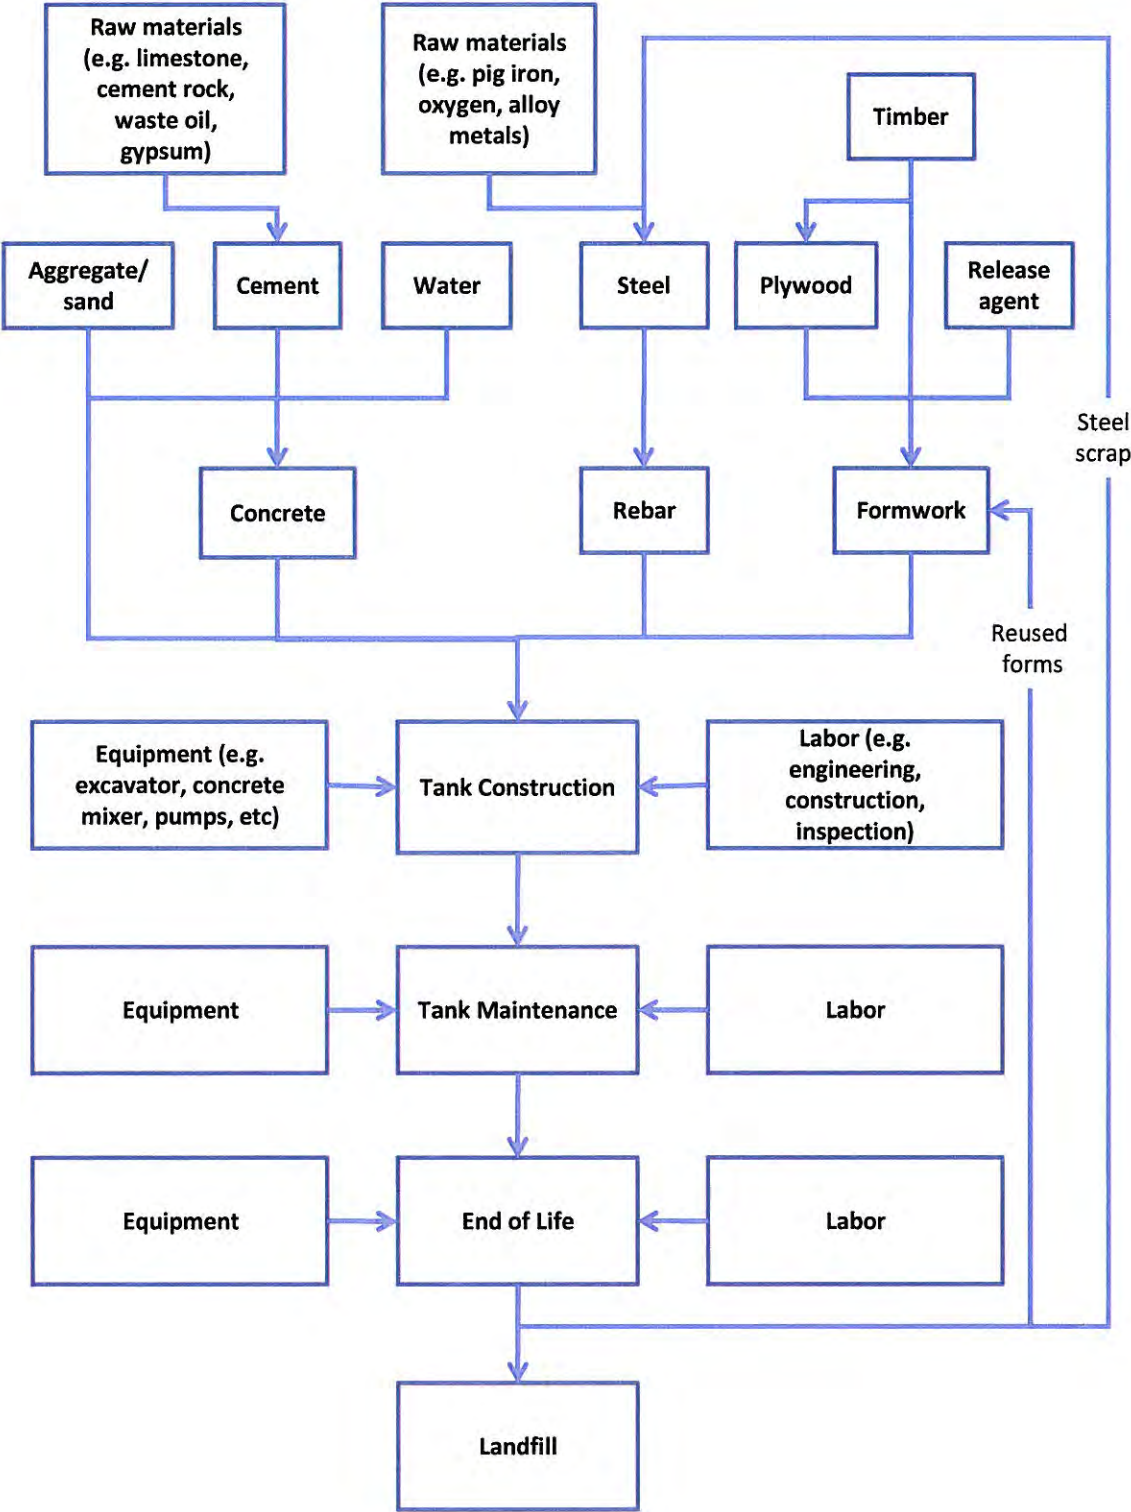 Raw materials
(e.g. limestone,
cement rock,
waste oil,
gypsum)
Raw materials
(e.g. pig iron,
oxygen, alloy
metals)
Timber
Aggregate/
sand
Cement
Water
Steel
Plywood
Release
agent
Steel
scrap
Concrete
Rebar
Formwork
Reused
forms
Equipment (e.g.
excavator, concrete
mixer, pumps, etc)
Tank Construction
Labor (e.g.
engineering,
construction,
inspection)
Equipment
Tank Maintenance
Labor
Equipment
End of Life
Labor
Landfill